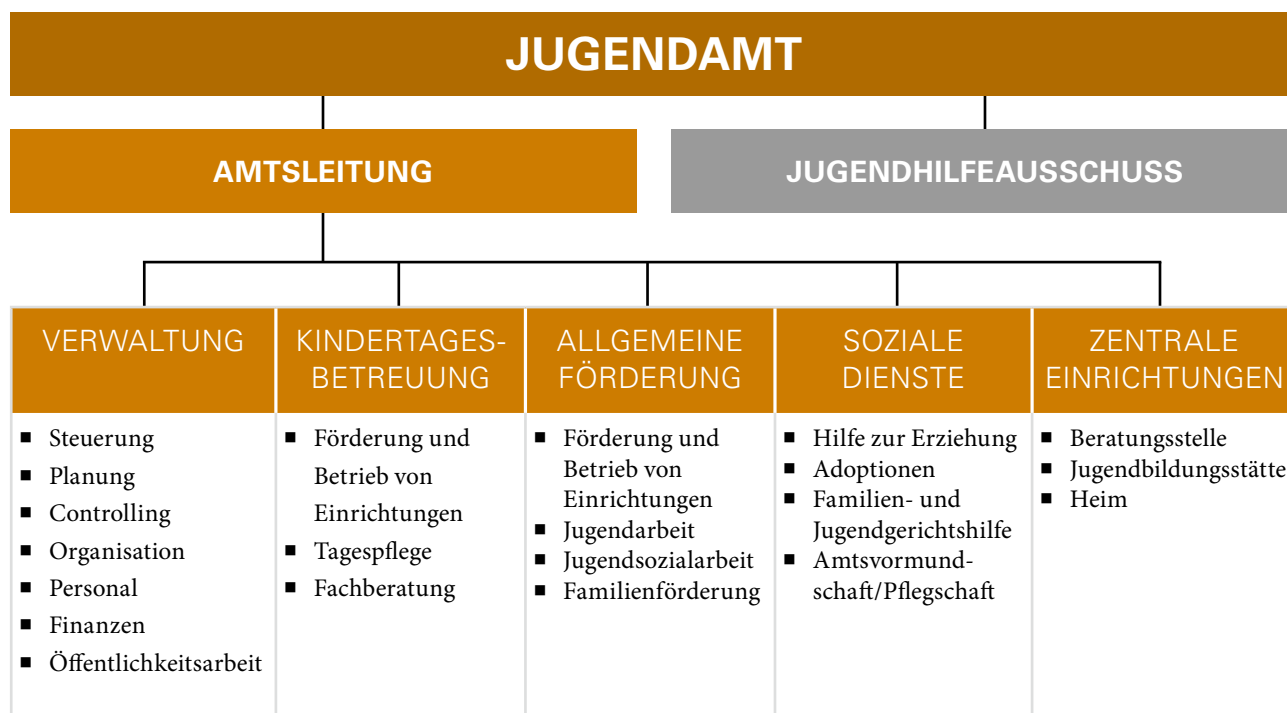 JUGENDAMT
AMTSLEITUNG
JUGENDHILFEAUSSCHUSS
VERWALTUNG
■ Steuerung
■ Planung
■ Controlling
■ Organisation
■ Personal
■ Finanzen
■ Öffentlichkeitsarbeit
KINDERTAGES-
BETREUUNG
■ Förderung und
Betrieb von
Einrichtungen
■ Tagespflege
■ Fachberatung
ALLGEMEINE
FÖRDERUNG
■ Förderung und
Betrieb von
Einrichtungen
■ Jugendarbeit
■ Jugendsozialarbeit
■ Familienförderung
SOZIALE
DIENSTE
■ Hilfe zur Erziehung
■ Adoptionen
■ Familien- und
Jugendgerichtshilfe
■ Amtsvormund-
schaft/Pflegschaft
ZENTRALE
EINRICHTUNGEN
■ Beratungsstelle
■ Jugendbildungsstätte
■ Heim